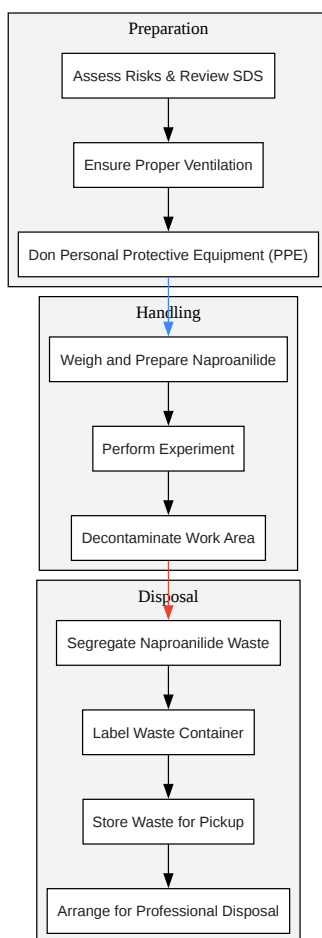 Preparation
Assess Risks & Review SDS
Ensure Proper Ventilation
Don Personal Protective Equipment (PPE)
Handling
Weigh and Prepare Naproanilide
Perform Experiment
Decontaminate Work Area
Disposal
Segregate Naproanilide Waste
Label Waste Container
Store Waste for Pickup
Arrange for Professional Disposal